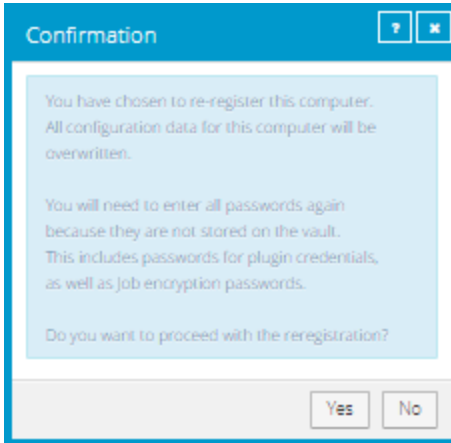 Confirmation
? ×
You have chosen to re-register this computer.
All configuration data for this computer will be
overwritten.
You will need to enter all passwords again
because they are not stored on the vault.
This includes passwords for plugin credentials,
as well as Job encryption passwords.
Do you want to proceed with the reregistration?
Yes No